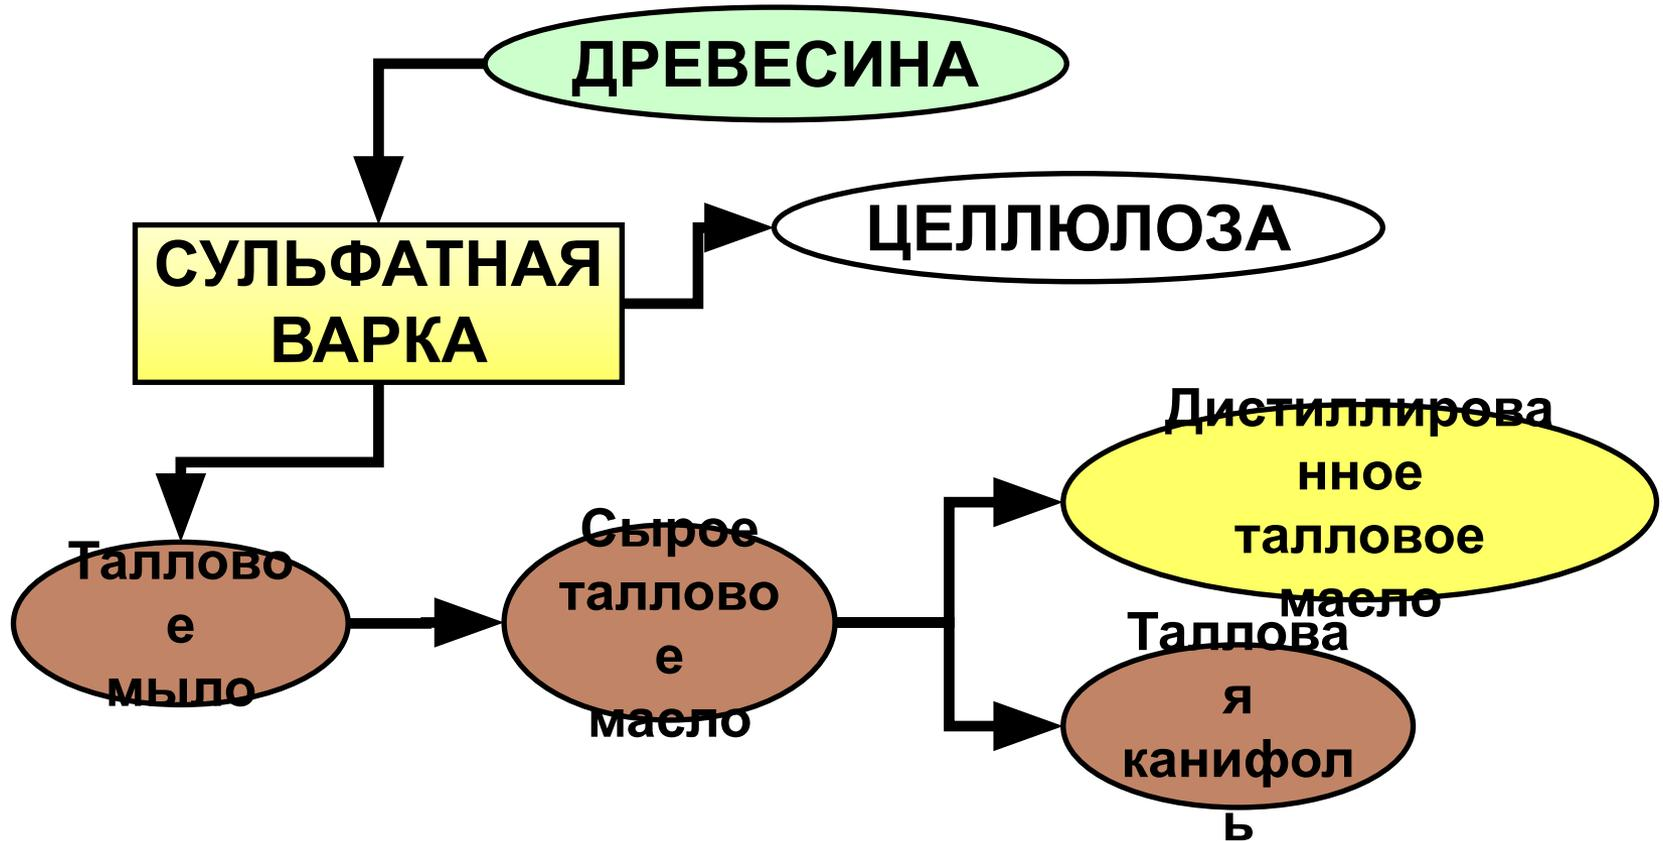 ДРЕВЕСИНА
ЦЕЛЛЮЛОЗА
СУЛЬФАТНАЯ
ВАРКА
Таллово
е
мыло
Сырое
таллово
е
масло
Дистиллирова
нное
талловое
масло
Таллова
я
канифол
ь